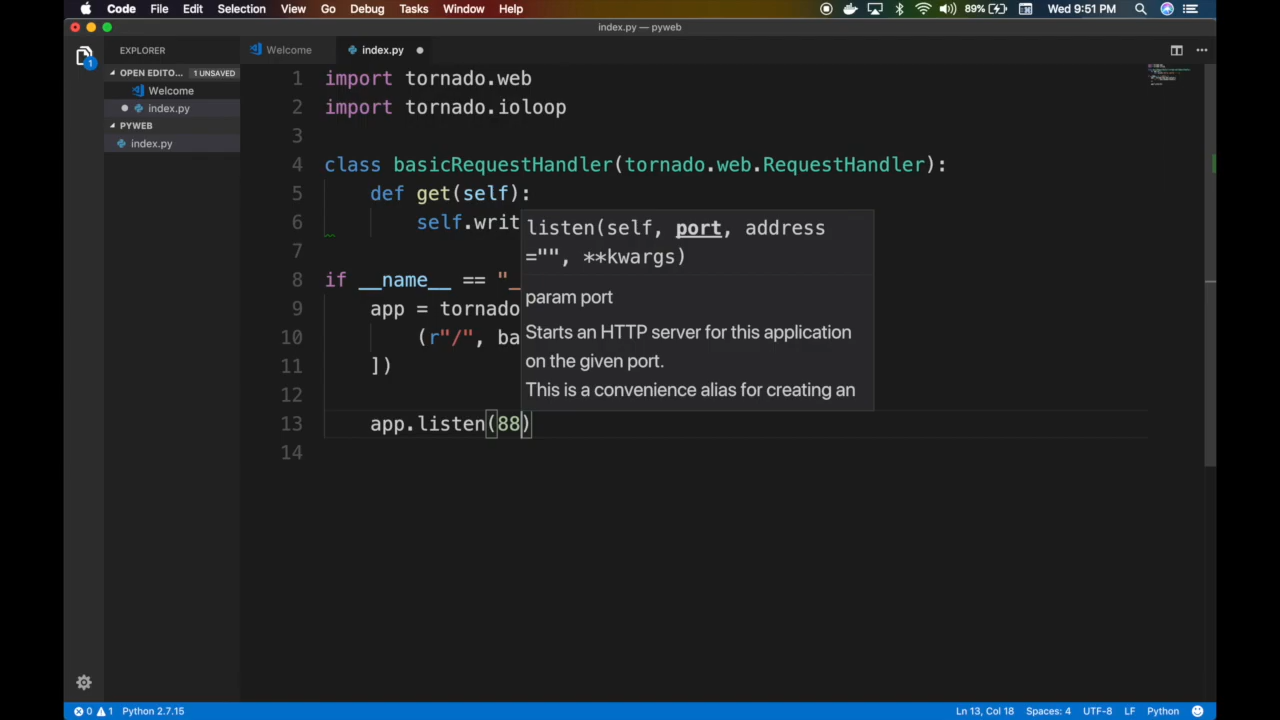 Code File Edit Selection View Go Debug Tasks Window Help 89% Wed 9:51 PM
index.py — pyweb
EXPLORER
Welcome
index.py
OPEN EDITO... 1 UNSAVED
Welcome
index.py
PYWEB
index.py
1
1 import tornado.web
2 import tornado.ioloop
3
4 class basicRequestHandler(tornado.web.RequestHandler):
5 def get(self):
6 self.writ
7
8 if __name__ == "_
9 app = tornado
10 (r"/", ba
11 ])
12
13 app.listen(88)
14
listen(self, port, address
="", **kwargs)
param port
Starts an HTTP server for this application
on the given port.
This is a convenience alias for creating an
0 1 Python 2.7.15 Ln 13, Col 18 Spaces: 4 UTF-8 LF Python